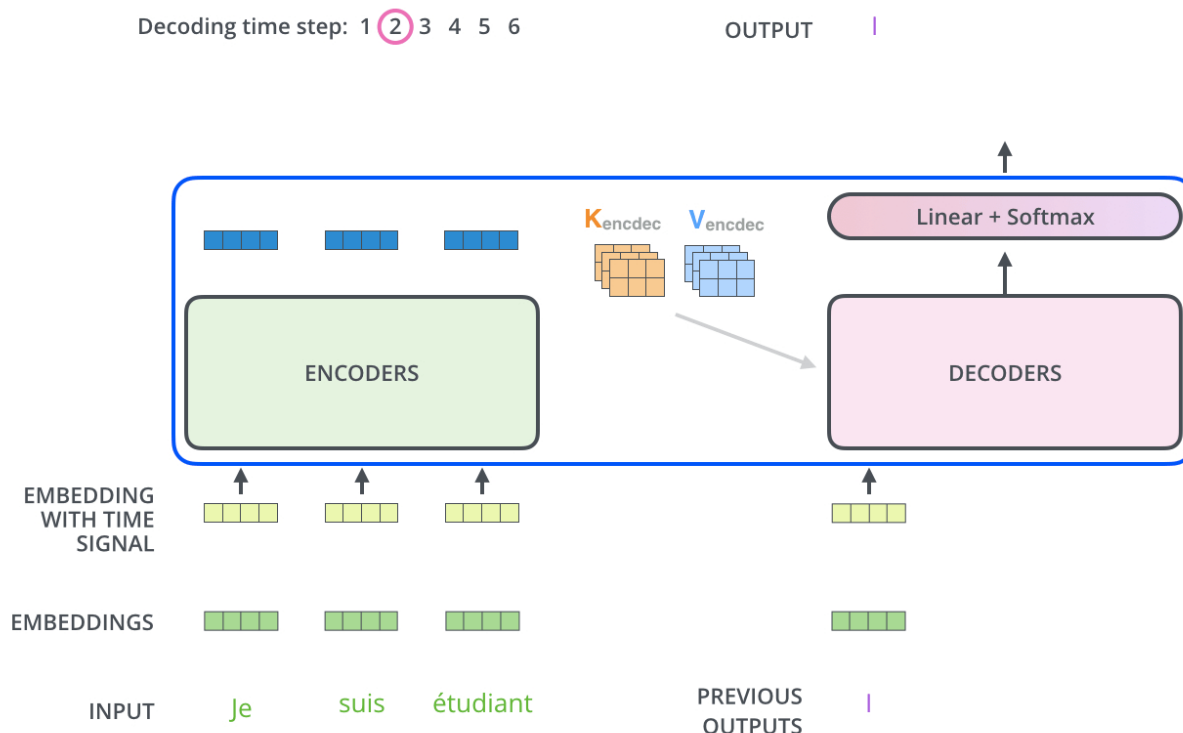 Decoding time step: 1 2 3 4 5 6
OUTPUT I
Kencdec Vencdec
Linear + Softmax
ENCODERS
DECODERS
EMBEDDING
WITH TIME
SIGNAL
EMBEDDINGS
INPUT Je suis étudiant
PREVIOUS
OUTPUTS
I